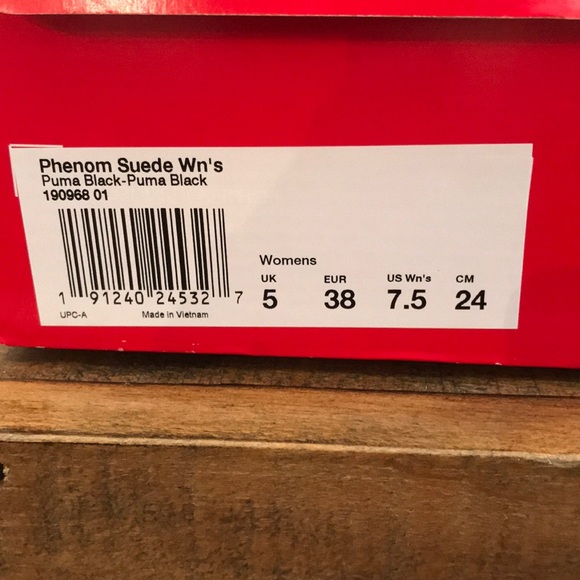 Phenom Suede Wn's
Puma Black-Puma Black
190968 01
1 91240 24532 7
UPC-A Made in Vietnam
Womens
UK EUR US Wn's CM
5 38 7.5 24